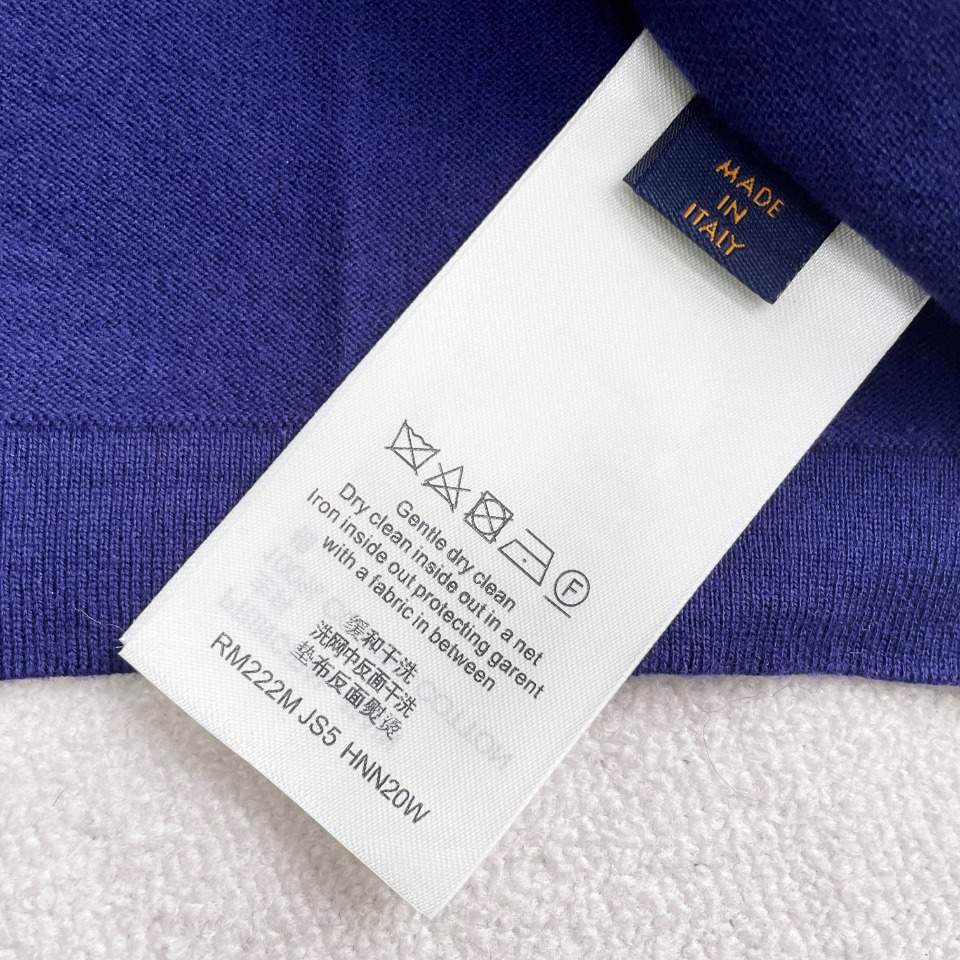 MADE
IN
ITALY
F
Gentle dry clean
Dry clean inside out in a net
Iron inside out protecting garent
with a fabric in between
缓和干洗
洗网中反面干洗
垫布反面熨烫
RM222M JS5 HNN20W